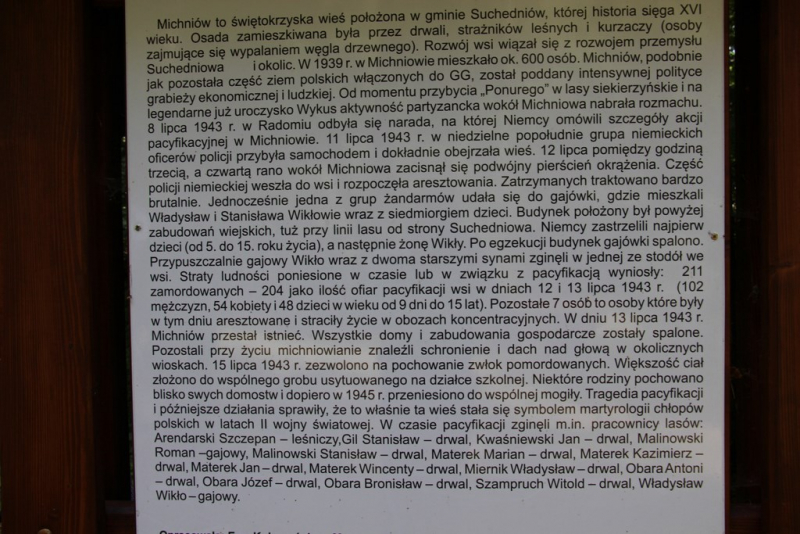 Michniów to świętokrzyska wieś położona w gminie Suchedniów, której historia sięga XVI
wieku. Osada zamieszkiwana była przez drwali, strażników leśnych i kurzaczy (osoby
zajmujące się wypalaniem węgla drzewnego). Rozwój wsi wiązał się z rozwojem przemysłu
Suchedniowa i okolic. W 1939 r. w Michniowie mieszkało ok. 600 osób. Michniów, podobnie
jak pozostała część ziem polskich włączonych do GG, został poddany intensywnej polityce
grabieży ekonomicznej i ludzkiej. Od momentu przybycia „Ponurego” w lasy siekierzyńskie i na
legendarne już uroczysko Wykus aktywność partyzancka wokół Michniowa nabrała rozmachu.
8 lipca 1943 r. w Radomiu odbyła się narada, na której Niemcy omówili szczegóły akcji
pacyfikacyjnej w Michniowie. 11 lipca 1943 r. w niedzielne popołudnie grupa niemieckich
oficerów policji przybyła samochodem i dokładnie obejrzała wieś. 12 lipca pomiędzy godziną
trzecią, a czwartą rano wokół Michniowa zacisnął się podwójny pierścień okrążenia. Część
policji niemieckiej weszła do wsi i rozpoczęła aresztowania. Zatrzymanych traktowano bardzo
brutalnie. Jednocześnie jedna z grup żandarmów udała się do gajówki, gdzie mieszkali
Władysław i Stanisława Wikłowie wraz z siedmiorgiem dzieci. Budynek położony był powyżej
zabudowań wiejskich, tuż przy linii lasu od strony Suchedniowa. Niemcy zastrzelili najpierw
dzieci (od 5. do 15. roku życia), a następnie żonę Wikły. Po egzekucji budynek gajówki spalono.
Przypuszczalnie gajowy Wikło wraz z dwoma starszymi synami zginęli w jednej ze stodół we
wsi. Straty ludności poniesione w czasie lub w związku z pacyfikacją wyniosły: 211
zamordowanych – 204 jako ilość ofiar pacyfikacji wsi w dniach 12 i 13 lipca 1943 r. (102
mężczyzn, 54 kobiety i 48 dzieci w wieku od 9 dni do 15 lat). Pozostałe 7 osób to osoby które były
w tym dniu aresztowane i straciły życie w obozach koncentracyjnych. W dniu 13 lipca 1943 r.
Michniów przestał istnieć. Wszystkie domy i zabudowania gospodarcze zostały spalone.
Pozostali przy życiu michniowianie znaleźli schronienie i dach nad głową w okolicznych
wioskach. 15 lipca 1943 r. zezwolono na pochowanie zwłok pomordowanych. Większość ciał
złożono do wspólnego grobu usytuowanego na działce szkolnej. Niektóre rodziny pochowano
blisko swych domostw i dopiero w 1945 r. przeniesiono do wspólnej mogiły. Tragedia pacyfikacji
i późniejsze działania sprawiły, że to właśnie ta wieś stała się symbolem martyrologii chłopów
polskich w latach II wojny światowej. W czasie pacyfikacji zginęli m.in. pracownicy lasów:
Arendarski Szczepan – leśniczy,Gil Stanisław – drwal, Kwaśniewski Jan – drwal, Malinowski
Roman –gajowy, Malinowski Stanisław – drwal, Materek Marian – drwal, Materek Kazimierz –
drwal, Materek Jan – drwal, Materek Wincenty – drwal, Miernik Władysław – drwal, Obara Antoni
– drwal, Obara Józef – drwal, Obara Bronisław – drwal, Szampruch Witold – drwal, Władysław
Wikło – gajowy.